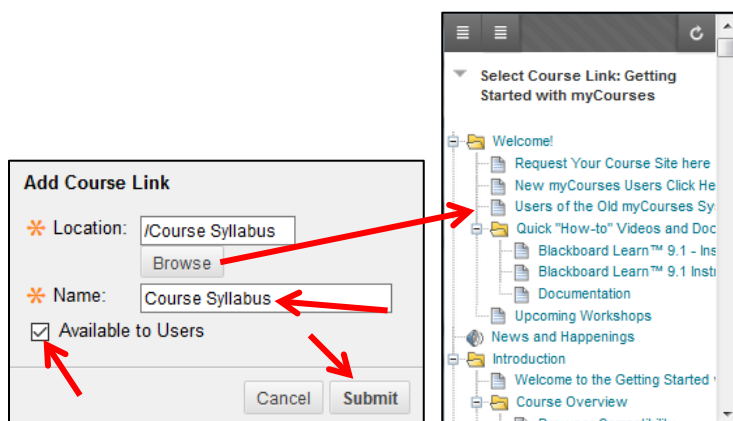 Add Course Link
Location: /Course Syllabus
Browse
Name: Course Syllabus
Available to Users
Cancel Submit
Select Course Link: Getting
Started with myCourses
Welcome!
Request Your Course Site here
New myCourses Users Click He
Users of the Old myCourses Sy
Quick "How-to" Videos and Doc
Blackboard Learn™ 9.1 - Ins
Blackboard Learn™ 9.1 Instr
Documentation
Upcoming Workshops
News and Happenings
Introduction
Welcome to the Getting Started
Course Overview